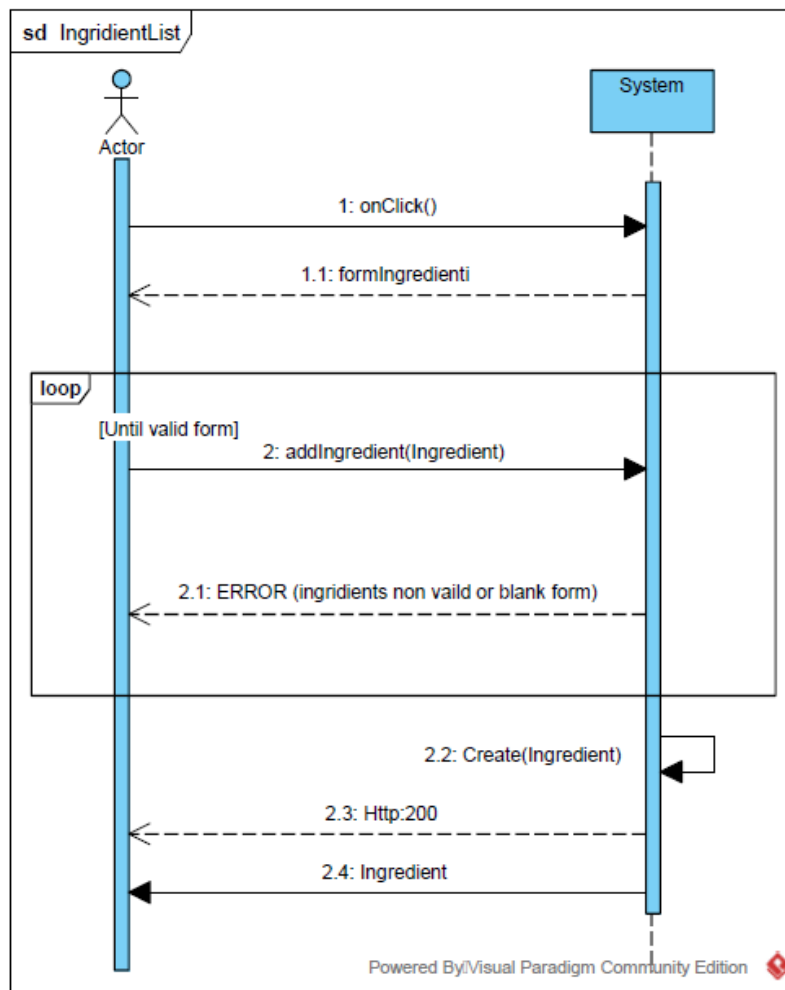 sd IngridientList
System
Actor
1: onClick()
1.1: formIngredienti
loop
[Until valid form]
2: addIngredient(Ingredient)
2.1: ERROR (ingridients non vaild or blank form)
2.2: Create(Ingredient)
2.3: Http:200
2.4: Ingredient
Powered By Visual Paradigm Community Edition